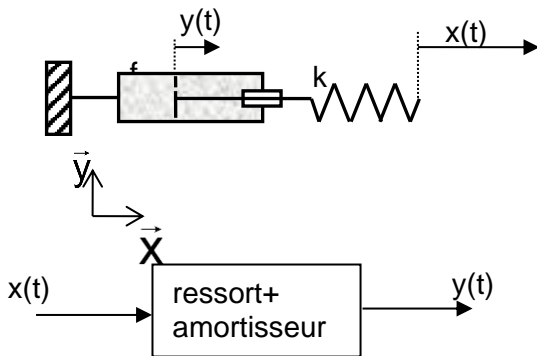 y(t)
x(t)
f
k
y
x
x(t)
ressort+
amortisseur
y(t)